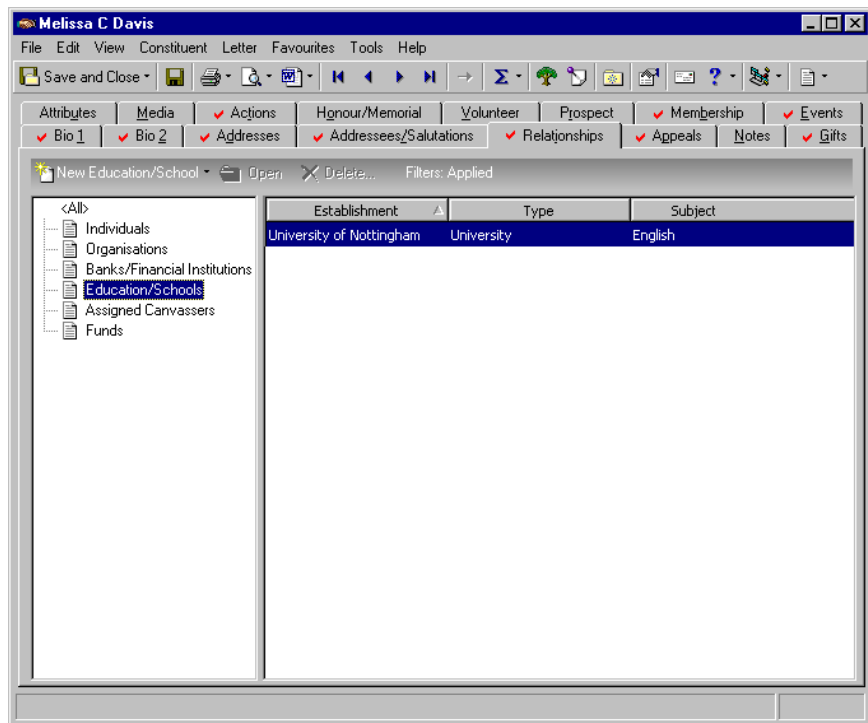 Melissa C Davis
File Edit View Constituent Letter Favourites Tools Help
Save and Close
Attributes Media Actions Honour/Memorial Volunteer Prospect Membership Events
Bio 1 Bio 2 Addresses Addressees/Salutations Relationships Appeals Notes Gifts
New Education/School Open Delete... Filters: Applied
<All>
Individuals
Organisations
Banks/Financial Institutions
Education/Schools
Assigned Canvassers
Funds
Establishment Type Subject
University of Nottingham University English